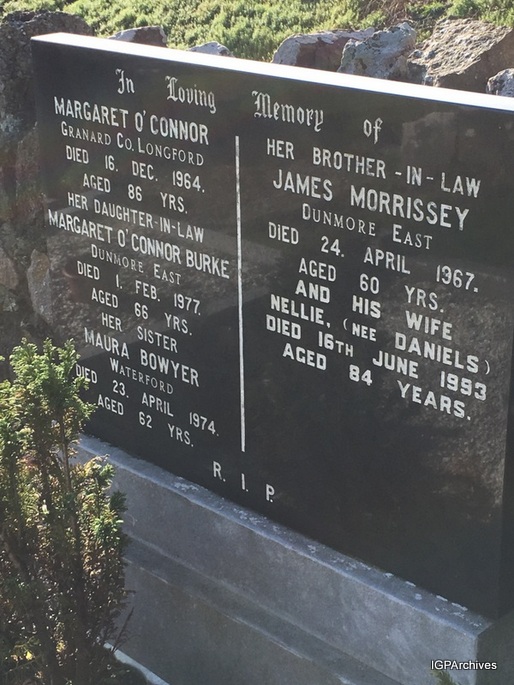 In Loving Memory of
MARGARET O'CONNOR
GRANARD CO. LONGFORD
DIED 16. DEC. 1964.
AGED 86 YRS.
HER DAUGHTER-IN-LAW
MARGARET O'CONNOR BURKE
DUNMORE EAST
DIED 1. FEB. 1977.
AGED 66 YRS.
HER SISTER
MAURA BOWYER
WATERFORD
DIED 23. APRIL 1974.
AGED 62 YRS.
HER BROTHER-IN-LAW
JAMES MORRISSEY
DUNMORE EAST
DIED 24. APRIL 1967.
AGED 60 YRS.
AND HIS WIFE
NELLIE, (NEE DANIELS)
DIED 16TH JUNE 1993
AGED 84 YEARS.
R. I. P.
IGPArchives